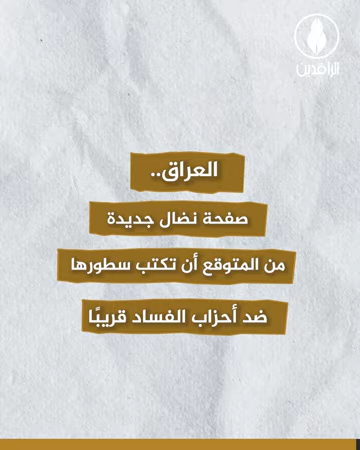 الرافدين
العراق..
صفحة نضال جديدة
من المتوقع أن تكتب سطورها
ضد أحزاب الفساد قريبًا